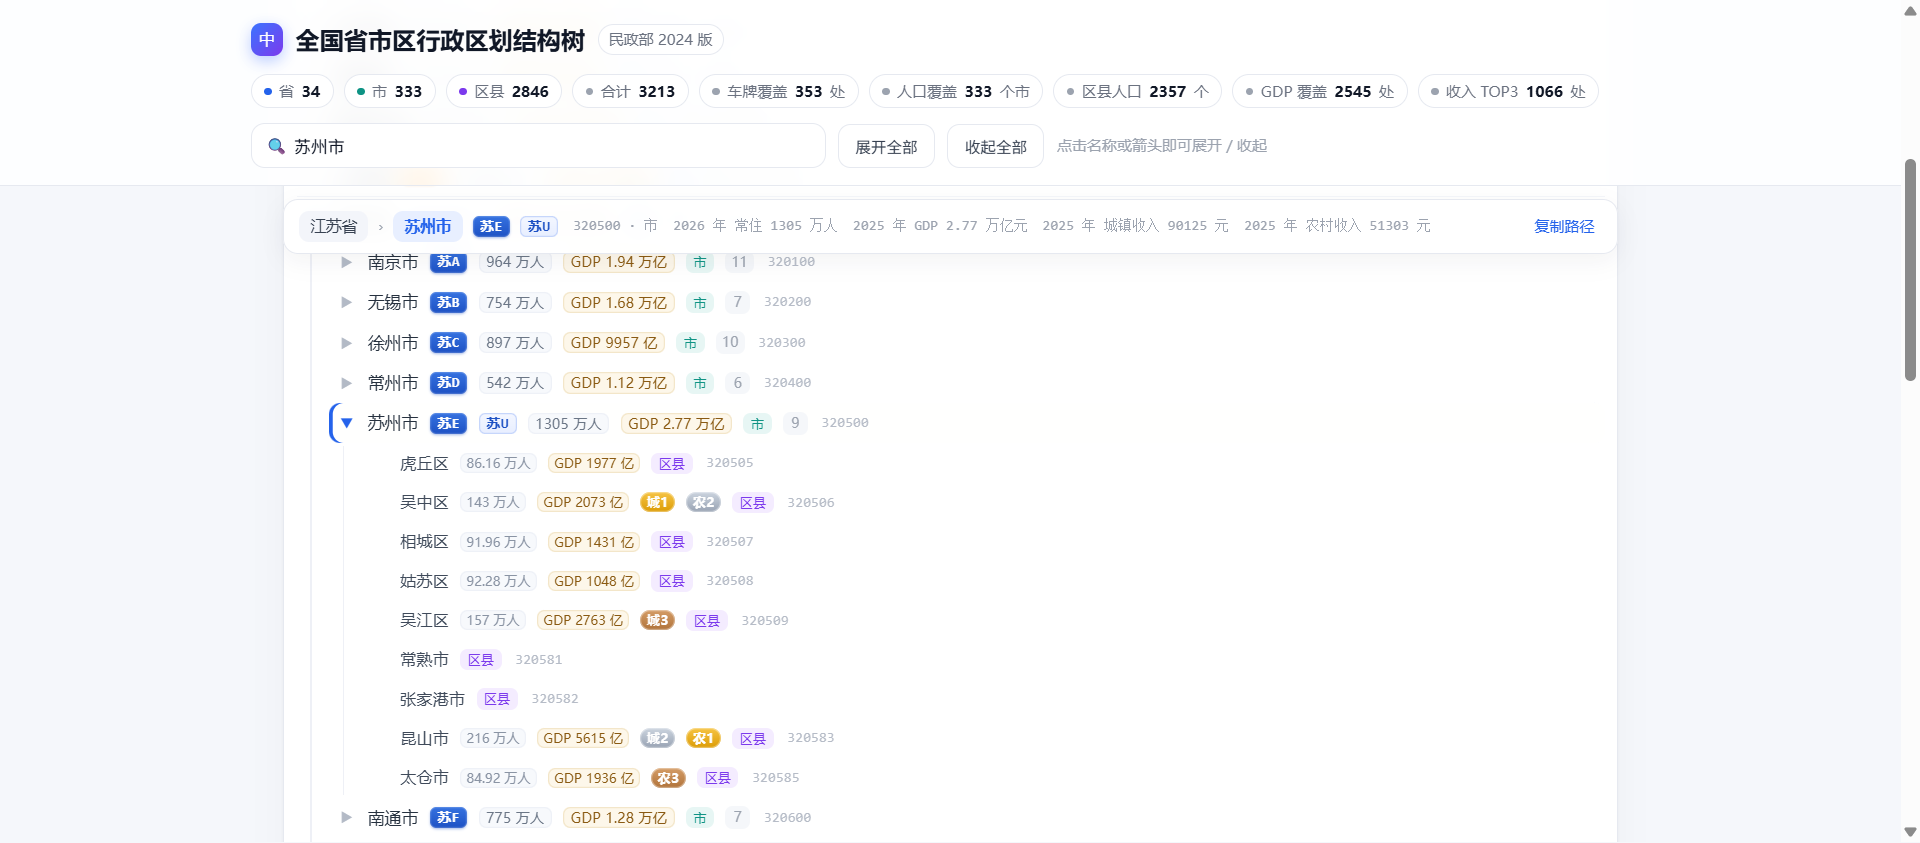 中 全国省市区行政区划结构树 民政部 2024 版
省 34 市 333 区县 2846 合计 3213 车牌覆盖 353 处 人口覆盖 333 个市 区县人口 2357 个 GDP 覆盖 2545 处 收入 TOP3 1066 处
苏州市 展开全部 收起全部 点击名称或箭头即可展开 / 收起
江苏省 › 苏州市 苏E 苏U 320500 · 市 2026 年 常住 1305 万人 2025 年 GDP 2.77 万亿元 2025 年 城镇收入 90125 元 2025 年 农村收入 51303 元 复制路径
南京市 苏A 964 万人 GDP 1.94 万亿 市 11 320100
无锡市 苏B 754 万人 GDP 1.68 万亿 市 7 320200
徐州市 苏C 897 万人 GDP 9957 亿 市 10 320300
常州市 苏D 542 万人 GDP 1.12 万亿 市 6 320400
苏州市 苏E 苏U 1305 万人 GDP 2.77 万亿 市 9 320500
虎丘区 86.16 万人 GDP 1977 亿 区县 320505
吴中区 143 万人 GDP 2073 亿 城1 农2 区县 320506
相城区 91.96 万人 GDP 1431 亿 区县 320507
姑苏区 92.28 万人 GDP 1048 亿 区县 320508
吴江区 157 万人 GDP 2763 亿 城3 区县 320509
常熟市 区县 320581
张家港市 区县 320582
昆山市 216 万人 GDP 5615 亿 城2 农1 区县 320583
太仓市 84.92 万人 GDP 1936 亿 农3 区县 320585
南通市 苏F 775 万人 GDP 1.28 万亿 市 7 320600